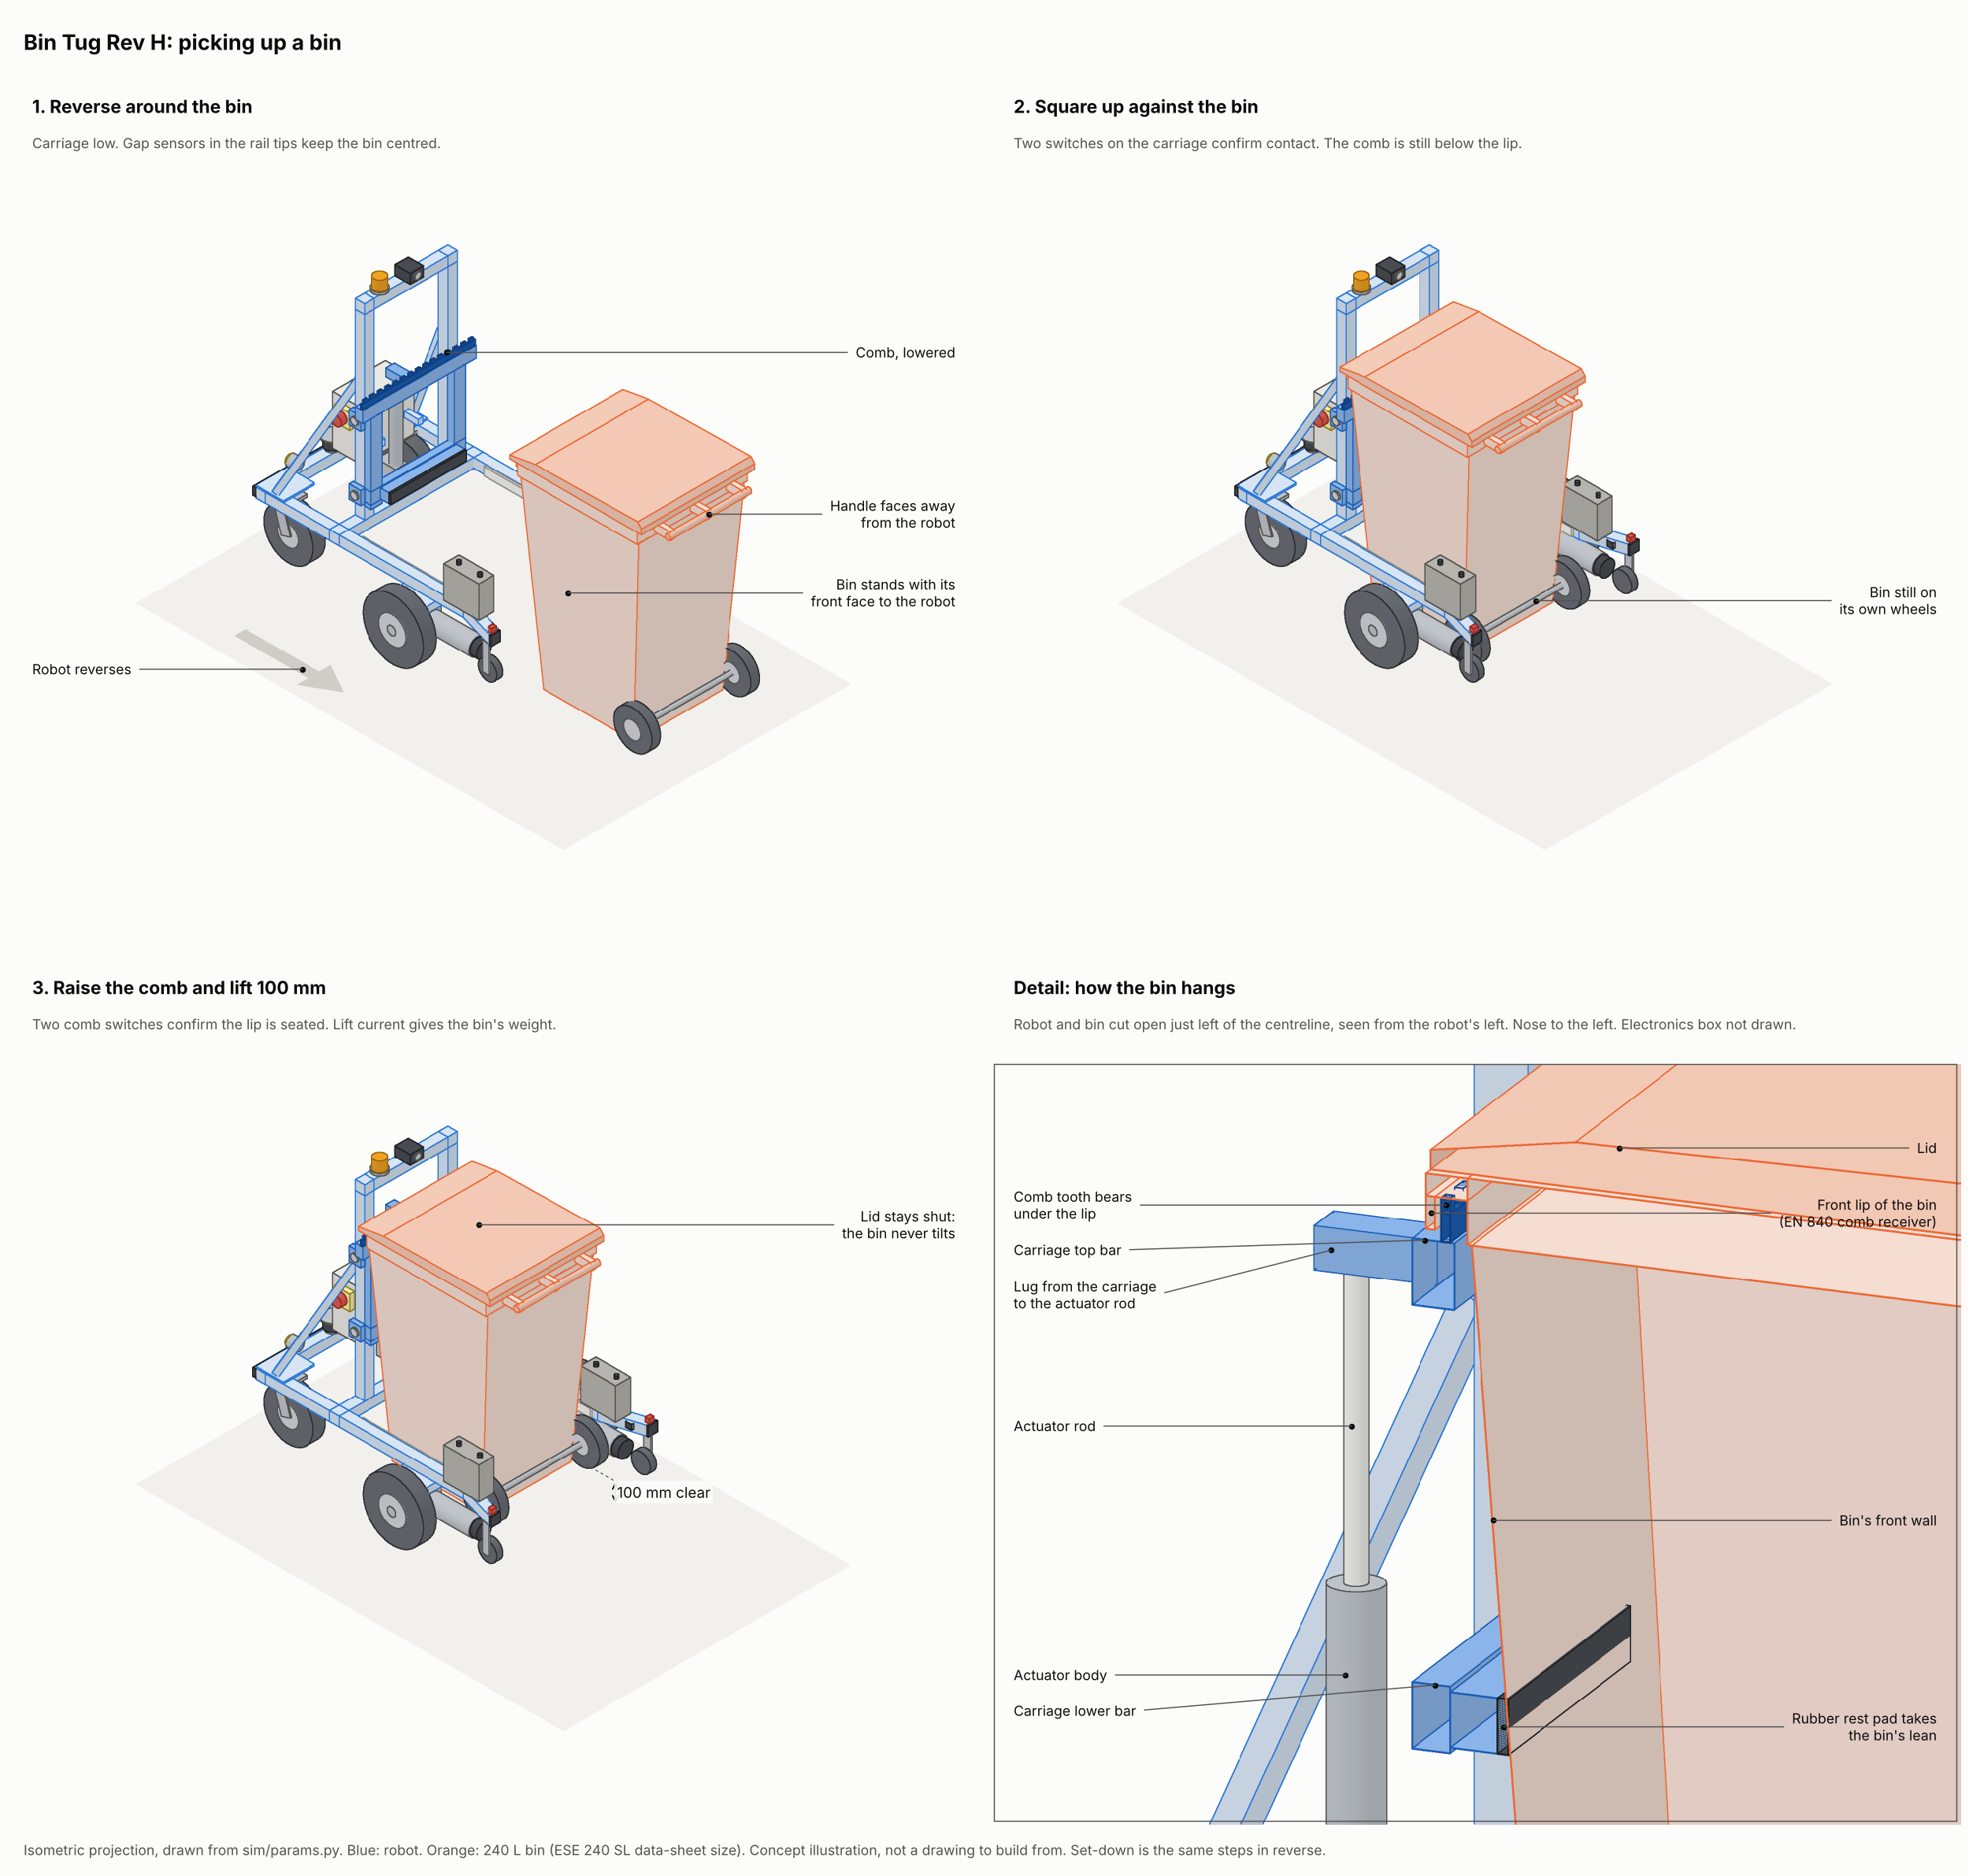 Bin Tug Rev H: picking up a bin
1. Reverse around the bin
Carriage low. Gap sensors in the rail tips keep the bin centred.
Comb, lowered
Handle faces away
from the robot
Bin stands with its
front face to the robot
Robot reverses
2. Square up against the bin
Two switches on the carriage confirm contact. The comb is still below the lip.
Bin still on
its own wheels
3. Raise the comb and lift 100 mm
Two comb switches confirm the lip is seated. Lift current gives the bin's weight.
Lid stays shut:
the bin never tilts
100 mm clear
Detail: how the bin hangs
Robot and bin cut open just left of the centreline, seen from the robot's left. Nose to the left. Electronics box not drawn.
Lid
Comb tooth bears
under the lip
Front lip of the bin
(EN 840 comb receiver)
Carriage top bar
Lug from the carriage
to the actuator rod
Actuator rod
Bin's front wall
Actuator body
Carriage lower bar
Rubber rest pad takes
the bin's lean
Isometric projection, drawn from sim/params.py. Blue: robot. Orange: 240 L bin (ESE 240 SL data-sheet size). Concept illustration, not a drawing to build from. Set-down is the same steps in reverse.